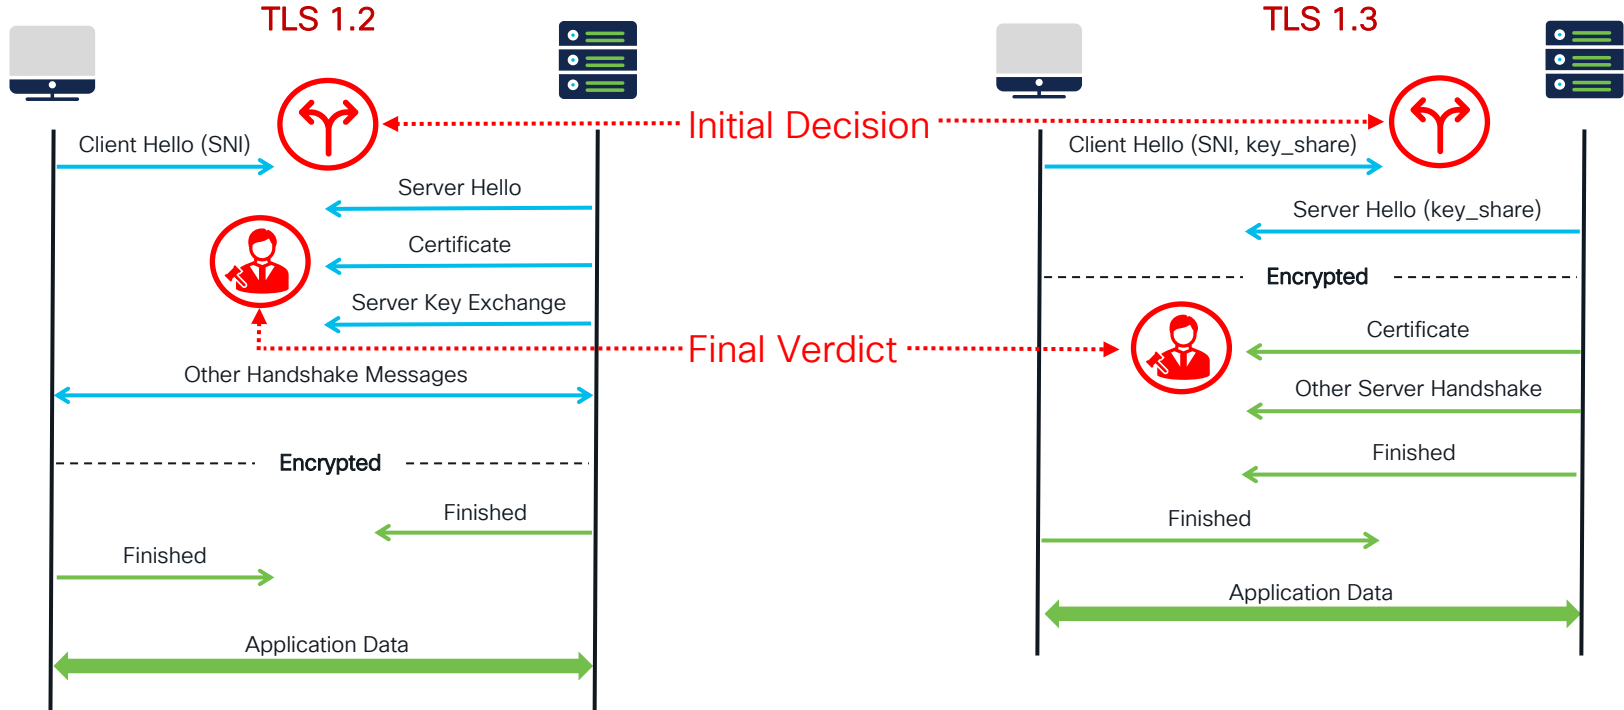 TLS 1.2
TLS 1.3
Initial Decision
Client Hello (SNI)
Client Hello (SNI, key_share)
Server Hello
Server Hello (key_share)
Certificate
Encrypted
Server Key Exchange
Certificate
Final Verdict
Other Handshake Messages
Other Server Handshake
Encrypted
Finished
Finished
Finished
Finished
Application Data
Application Data